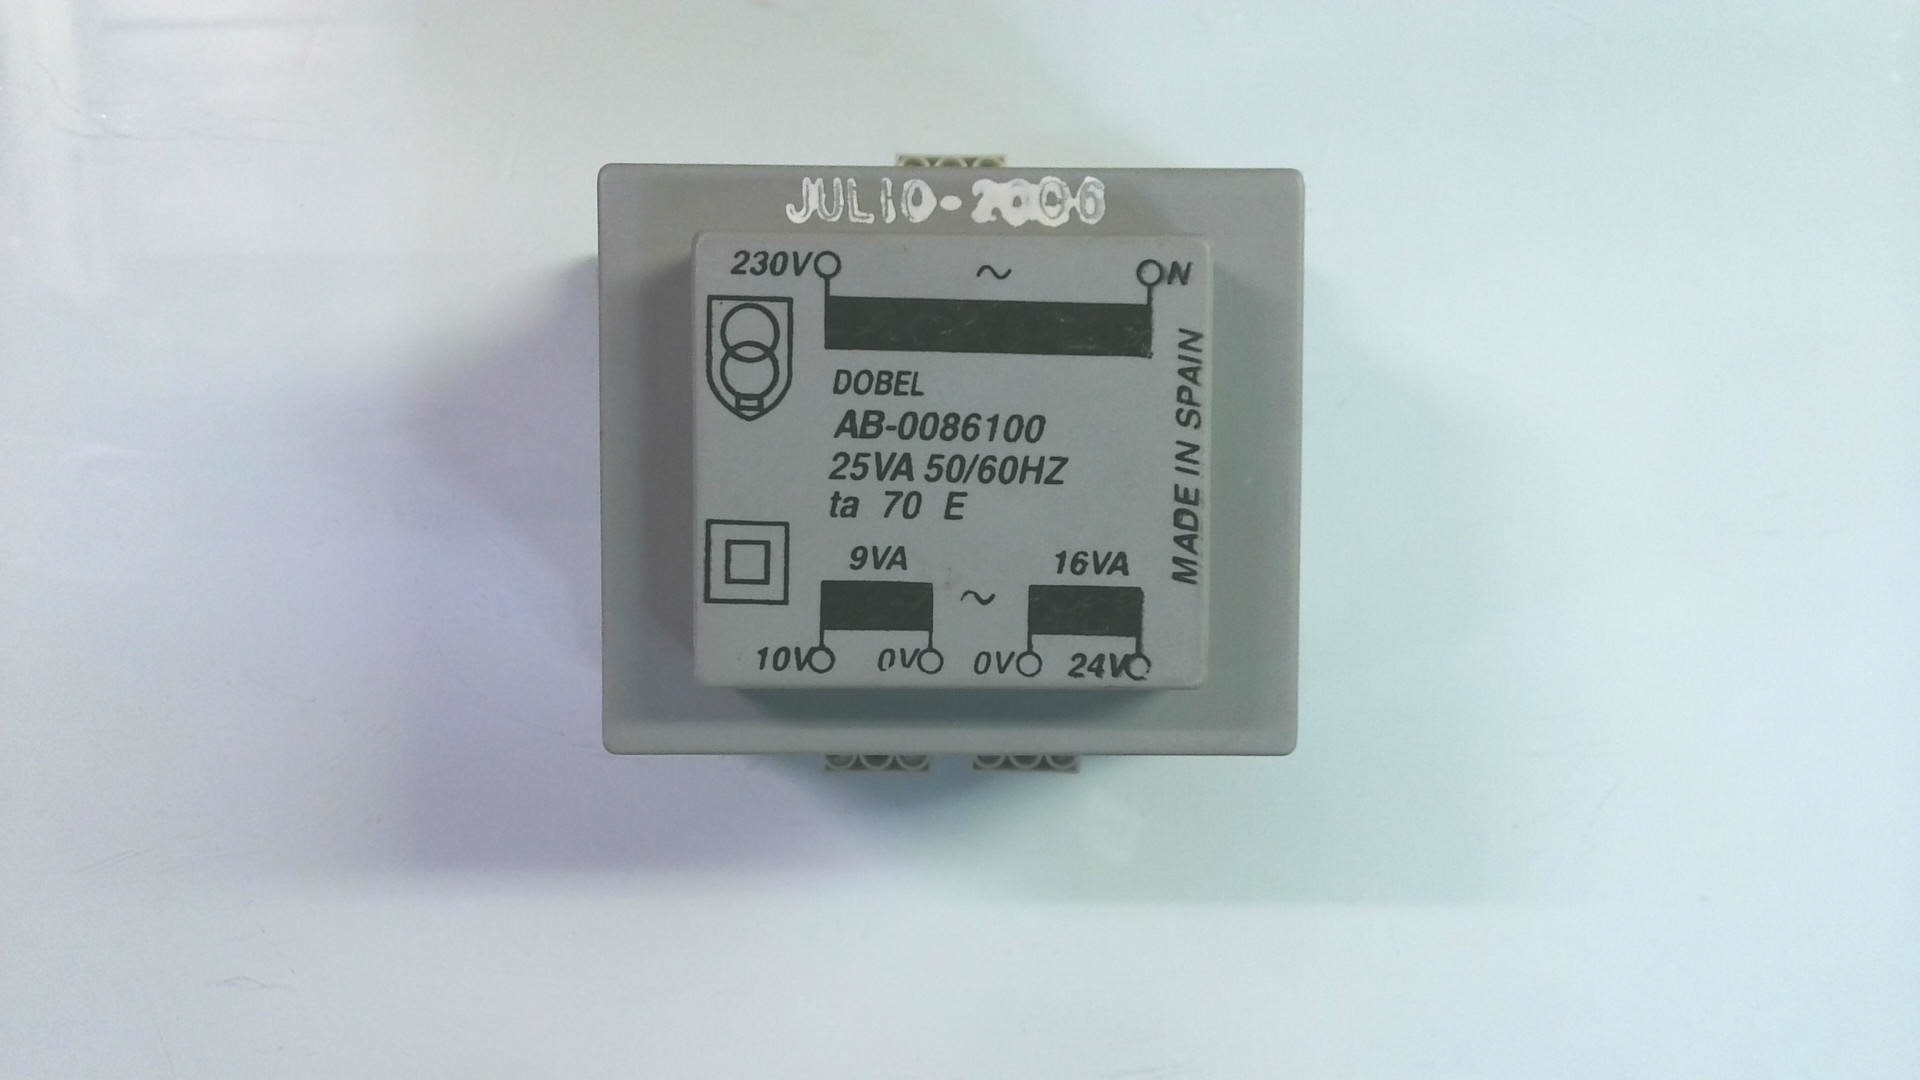 JULIO-2006
230V ~ N
DOBEL
AB-0086100
25VA 50/60HZ
ta 70 E
MADE IN SPAIN
9VA ~ 16VA
10V 0V 0V 24V